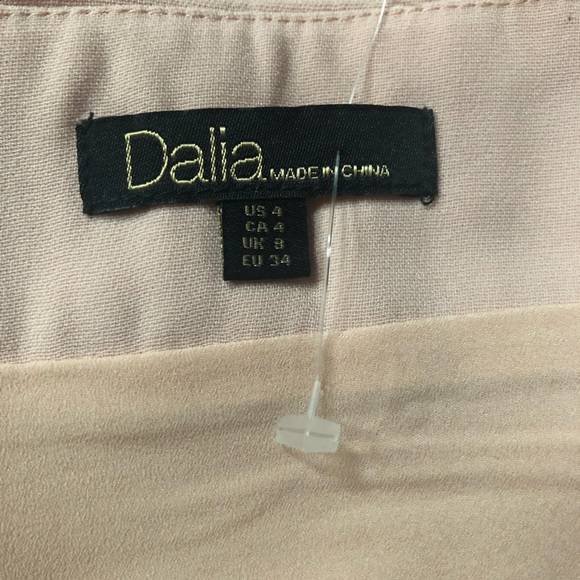 Dalia. MADE IN CHINA
US 4
CA 4
UK 8
EU 34